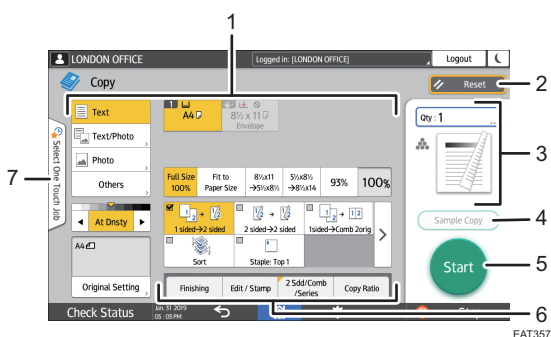 1
LONDON OFFICE
Logged in: [LONDON OFFICE]
Logout
Copy
Reset
2
Text
1
A4
8½ x 11
Envelope
Qty : 1
Text/Photo
Photo
Others
3
7
Select One Touch Job
Full Size 100%
Fit to Paper Size
8½x11 →5½x8½
5½x8½ →8½x14
93%
100%
At Dnsty
1 sided→2 sided
2 sided→2 sided
1sided→Comb 2orig
Sample Copy
4
A4
Sort
Staple: Top 1
Start
5
Original Setting
Finishing
Edit / Stamp
2 Sdd/Comb /Series
Copy Ratio
Check Status
Jan. 31 2019
05 : 03 PM
6
EAT357